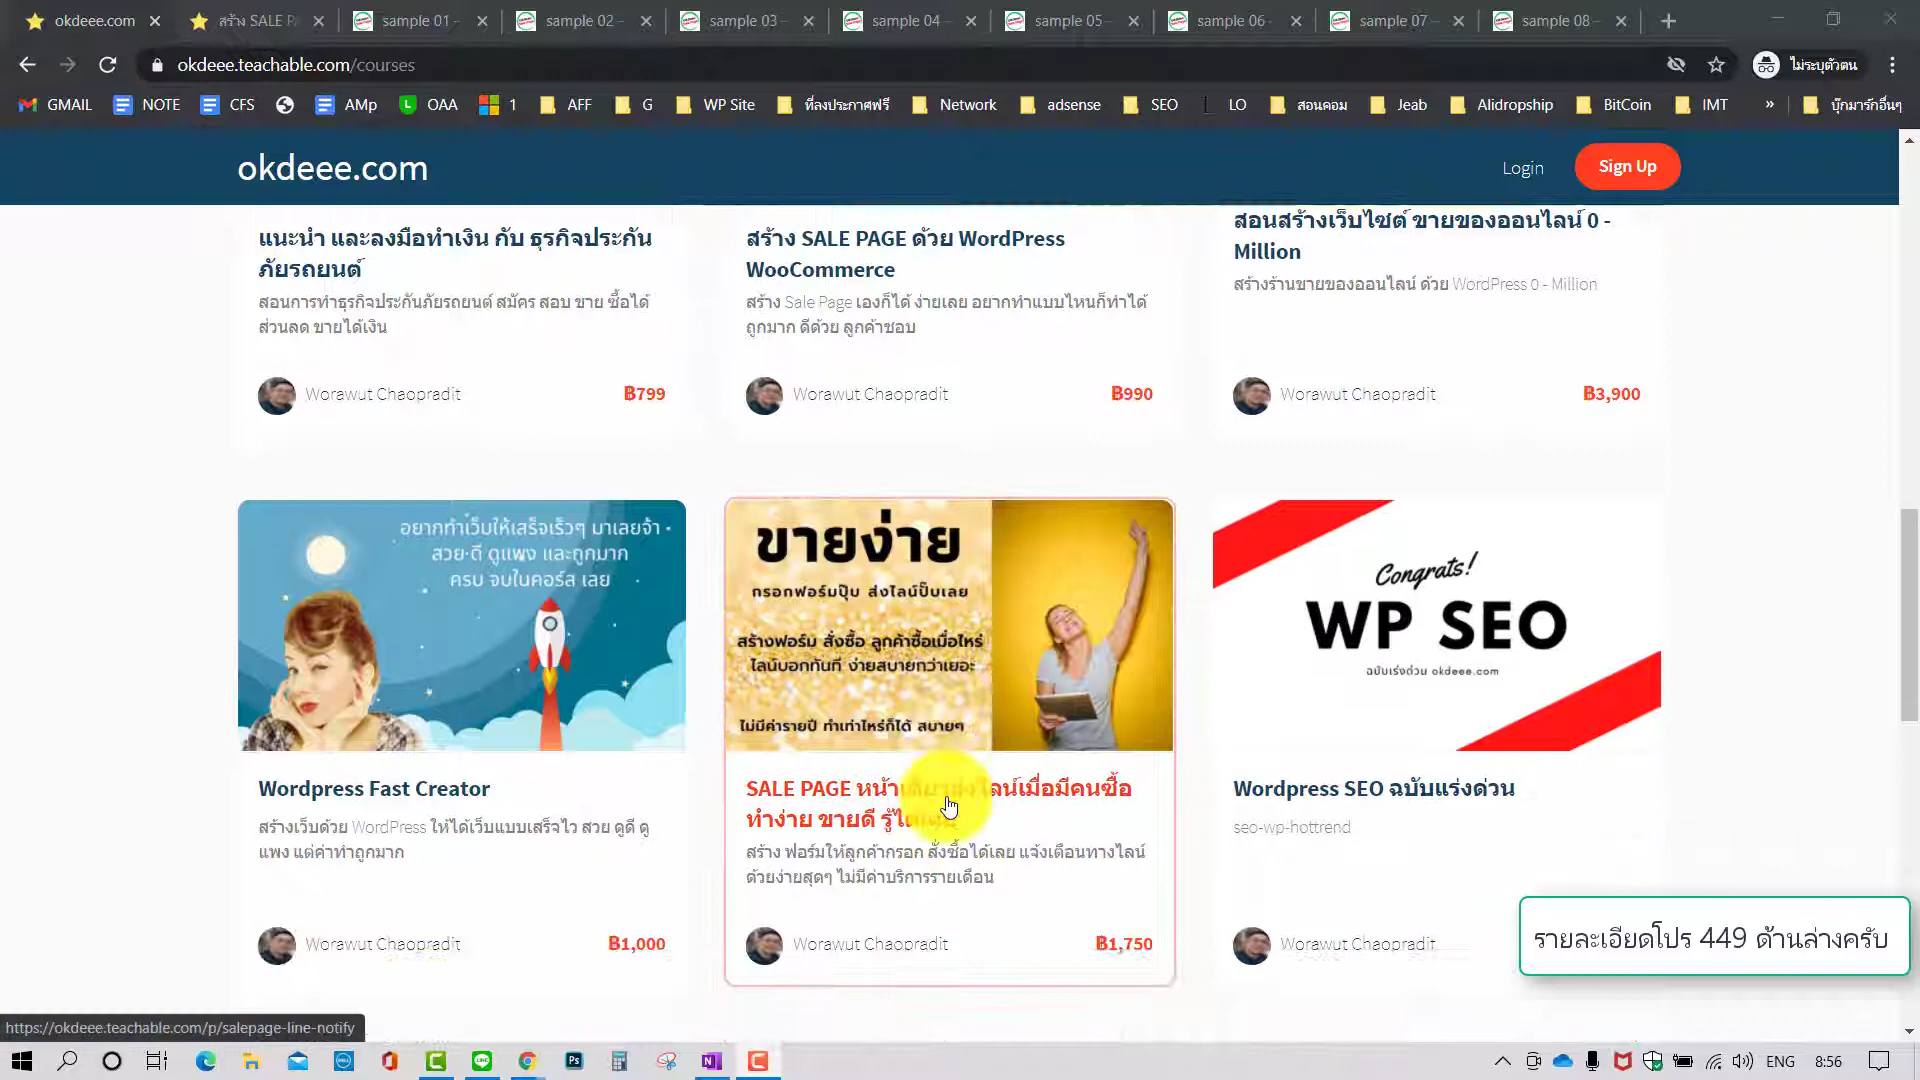 okdeee.com
สร้าง SALE P
sample 01 -
sample 02 -
sample 03 -
sample 04 -
sample 05 -
sample 06 -
sample 07 -
sample 08 -
okdeee.teachable.com/courses
ไม่ระบุตัวตน
GMAIL
NOTE
CFS
AMp
OAA
1
AFF
G
WP Site
ที่ลงประกาศฟรี
Network
adsense
SEO
LO
สอนคอม
Jeab
Alidropship
BitCoin
IMT
»
บุ๊กมาร์กอื่นๆ
okdeee.com
Login
Sign Up
แนะนำ และลงมือทำเงิน กับ ธุรกิจประกัน
ภัยรถยนต์
สอนการทำธุรกิจประกันภัยรถยนต์ สมัคร สอบ ขาย ซื้อได้
ส่วนลด ขายได้เงิน
Worawut Chaopradit
฿799
สร้าง SALE PAGE ด้วย WordPress
WooCommerce
สร้าง Sale Page เองก็ได้ ง่ายเลย อยากทำแบบไหนก็ทำได้
ถูกมาก ดีด้วย ลูกค้าชอบ
Worawut Chaopradit
฿990
สอนสร้างเว็บไซต์ ขายของออนไลน์ 0 -
Million
สร้างร้านขายของออนไลน์ ด้วย WordPress 0 - Million
Worawut Chaopradit
฿3,900
อยากทำเว็บให้เสร็จเร็วๆ มาเลยจ้า
สวย ดี ดูแพง และถูกมาก
ครบ จบในคอร์ส เลย
Wordpress Fast Creator
สร้างเว็บด้วย WordPress ให้ได้เว็บแบบเสร็จไว สวย ดูดี ดู
แพง แต่ค่าทำถูกมาก
Worawut Chaopradit
฿1,000
ขายง่าย
กรอกฟอร์มปุ๊บ ส่งไลน์ปั๊บเลย
สร้างฟอร์ม สั่งซื้อ ลูกค้าซื้อเมื่อไหร่
ไลน์บอกทันที ง่ายสบายกว่าเยอะ
ไม่มีค่ารายปี ทำเท่าไหร่ก็ได้ สบายๆ
SALE PAGE หน้าเดียวส่งไลน์เมื่อมีคนซื้อ
ทำง่าย ขายดี
สร้าง ฟอร์มให้ลูกค้ากรอก สั่งซื้อได้เลย แจ้งเตือนทางไลน์
ด้วยง่ายสุดๆ ไม่มีค่าบริการรายเดือน
Worawut Chaopradit
฿1,750
Congrats!
WP SEO
ฉบับเร่งด่วน okdeee.com
Wordpress SEO ฉบับแร่งด่วน
seo-wp-hottrend
Worawut Chaopradit
รายละเอียดโปร 449 ด้านล่างครับ
https://okdeee.teachable.com/p/salepage-line-notify
ENG
8:56